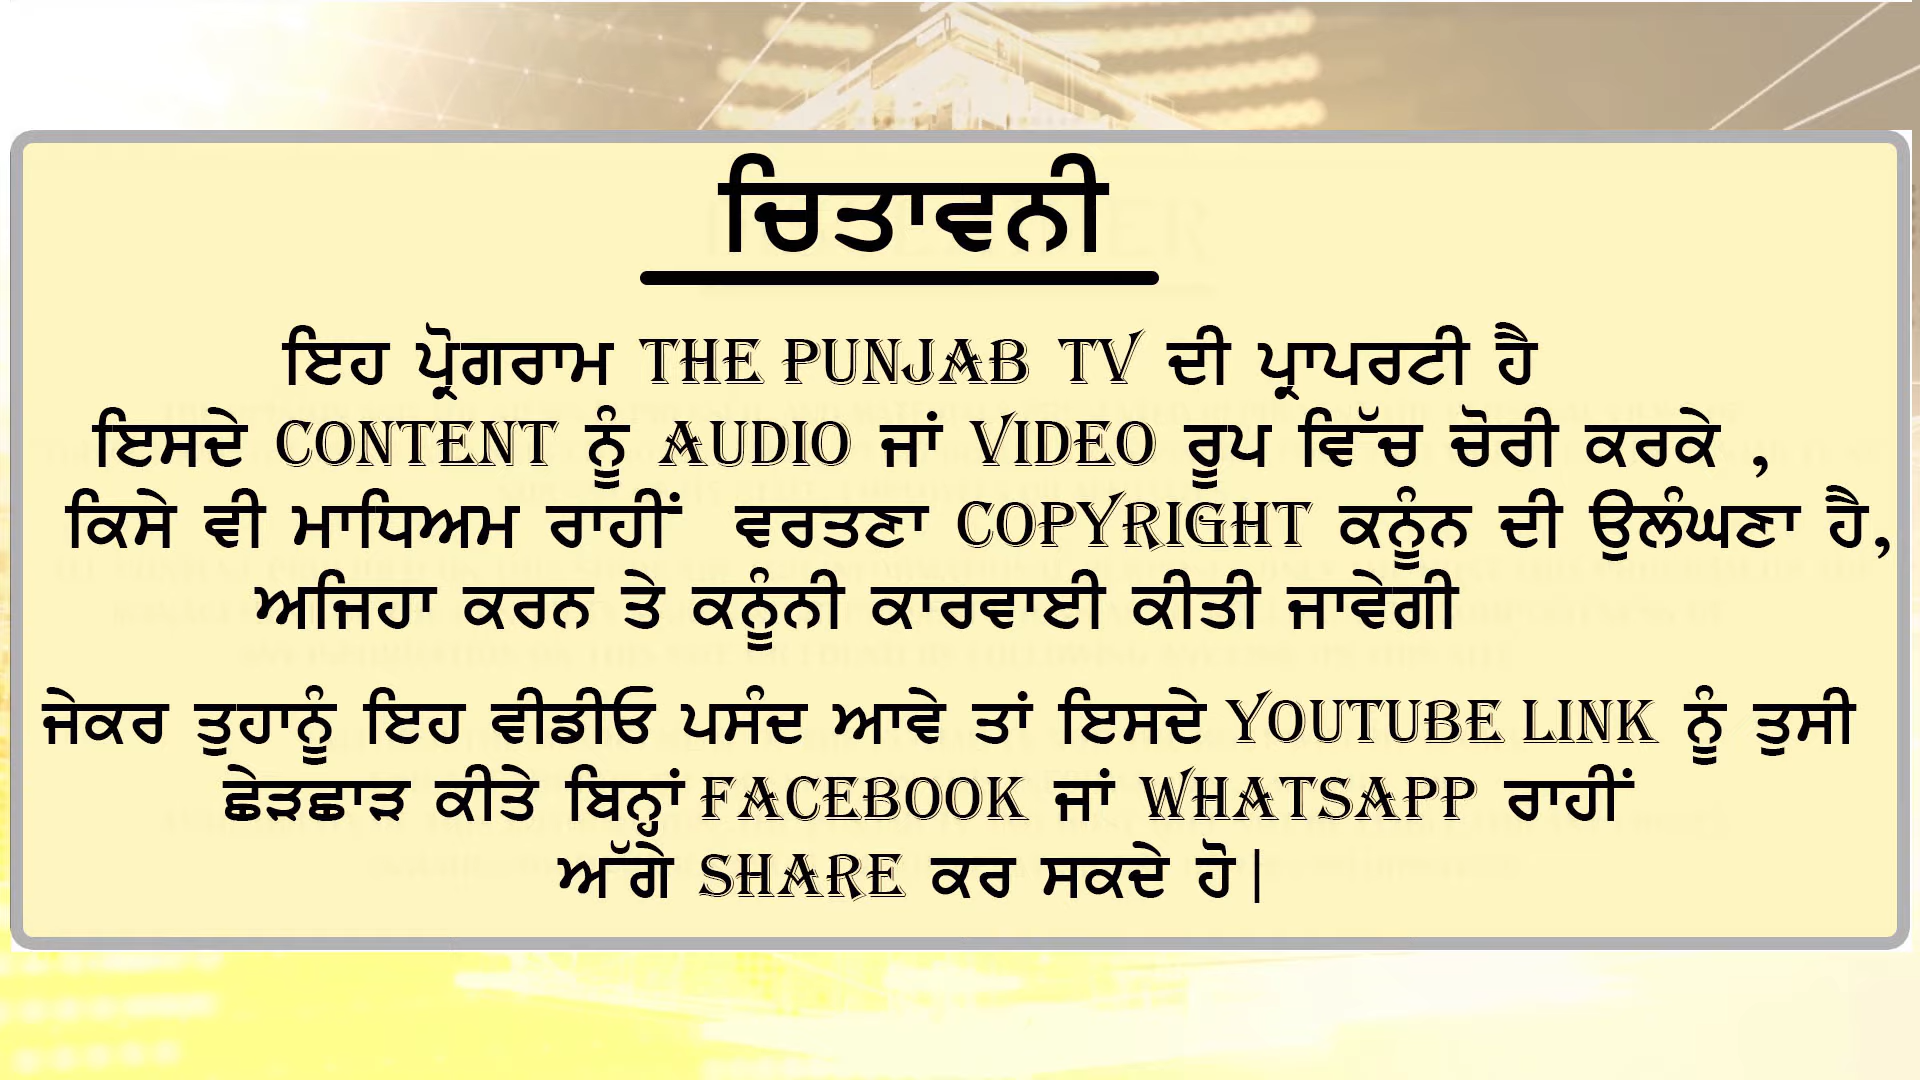 ਚਿਤਾਵਨੀ
ਇਹ ਪ੍ਰੋਗਰਾਮ THE PUNJAB TV ਦੀ ਪ੍ਰਾਪਰਟੀ ਹੈ
ਇਸਦੇ CONTENT ਨੂੰ AUDIO ਜਾਂ VIDEO ਰੂਪ ਵਿੱਚ ਚੋਰੀ ਕਰਕੇ ,
ਕਿਸੇ ਵੀ ਮਾਧਿਅਮ ਰਾਹੀਂ ਵਰਤਣਾ COPYRIGHT ਕਨੂੰਨ ਦੀ ਉਲੰਘਣਾ ਹੈ,
ਅਜਿਹਾ ਕਰਨ ਤੇ ਕਨੂੰਨੀ ਕਾਰਵਾਈ ਕੀਤੀ ਜਾਵੇਗੀ
ਜੇਕਰ ਤੁਹਾਨੂੰ ਇਹ ਵੀਡੀਓ ਪਸੰਦ ਆਵੇ ਤਾਂ ਇਸਦੇ YOUTUBE LINK ਨੂੰ ਤੁਸੀ
ਛੇੜਛਾੜ ਕੀਤੇ ਬਿਨ੍ਹਾਂ FACEBOOK ਜਾਂ WHATSAPP ਰਾਹੀਂ
ਅੱਗੇ SHARE ਕਰ ਸਕਦੇ ਹੋ|